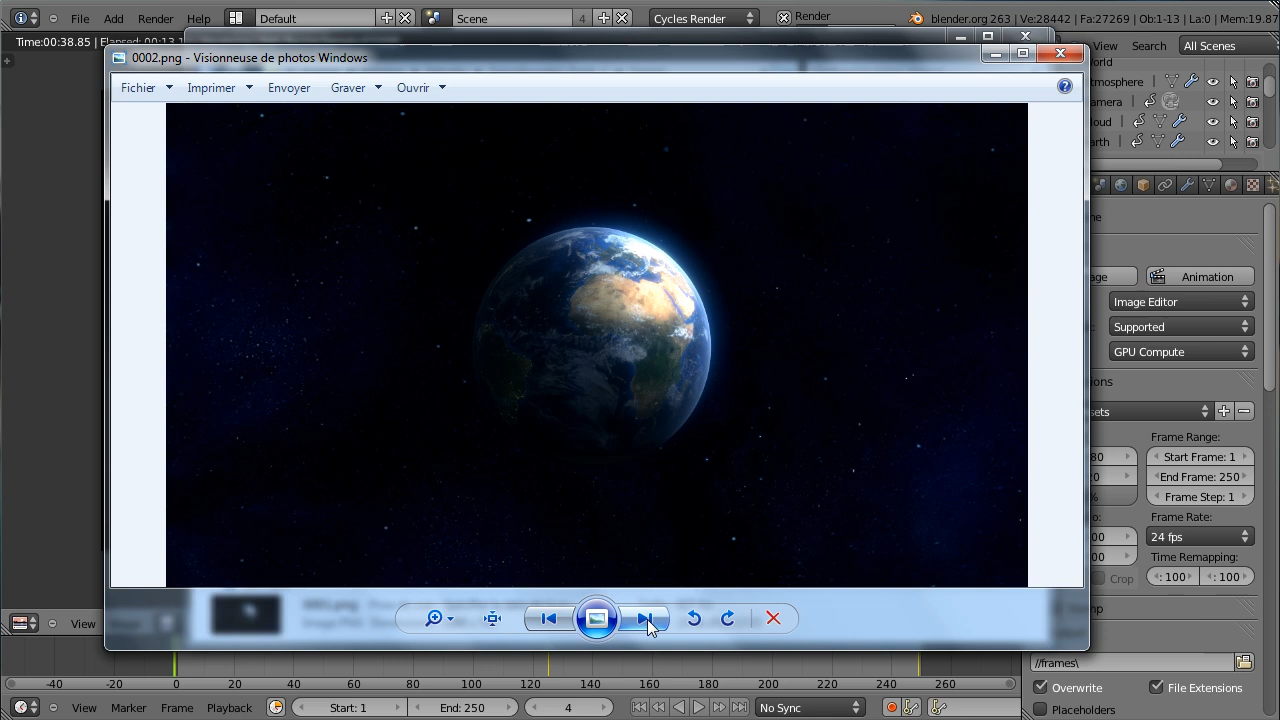 File Add Render Help Default Scene 4 Cycles Render Render blender.org 263 | Ve:28442 | Fa:27269 | Ob:1-13 | La:0 | Mem:19.87
Time:00:38.85 | Elapsed: 00:13.1
View Search All Scenes
0002.png - Visionneuse de photos Windows
Fichier Imprimer Envoyer Graver Ouvrir
Animation
Image Editor
Supported
GPU Compute
Frame Range:
Start Frame: 1
End Frame: 250
Frame Step: 1
Frame Rate:
24 fps
Time Remapping:
: 100 : 100
Crop
View
-40 -20 0 20 40 60 80 100 120 140 160 180 200 220 240 260
//frames\
Overwrite File Extensions
Placeholders
View Marker Frame Playback Start: 1 End: 250 4 No Sync